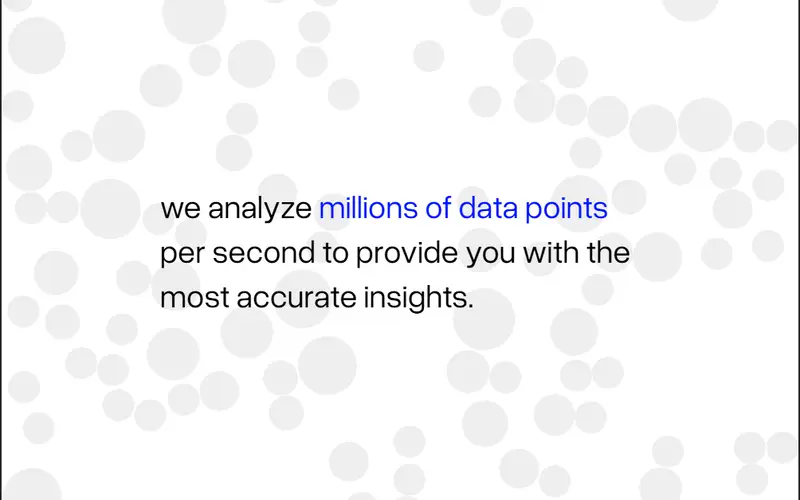 we analyze millions of data points
per second to provide you with the
most accurate insights.